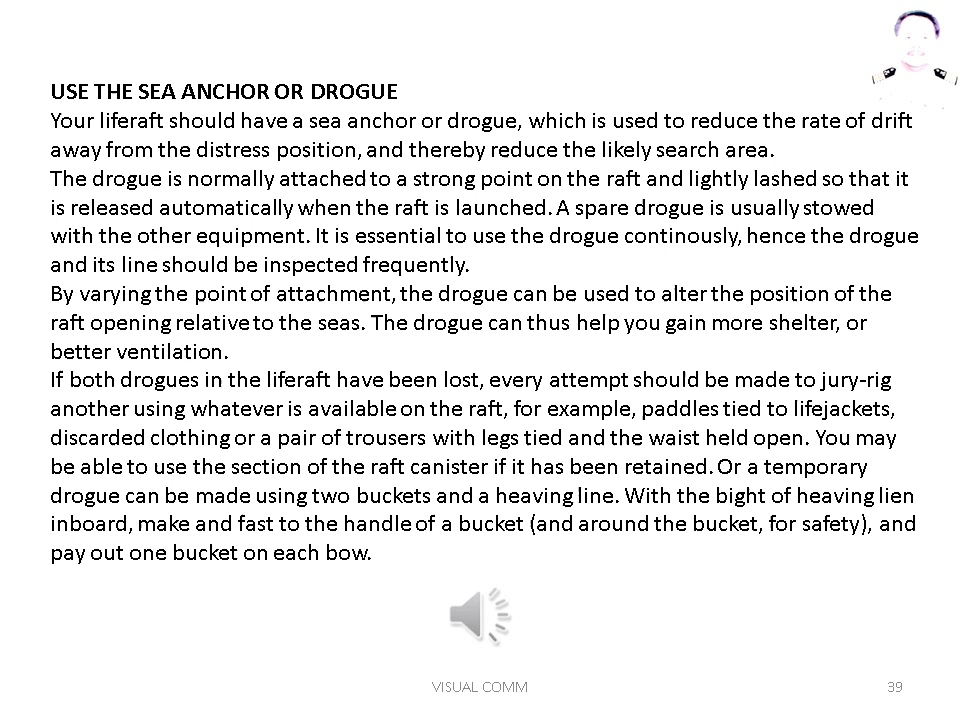 USE THE SEA ANCHOR OR DROGUE
Your liferaft should have a sea anchor or drogue, which is used to reduce the rate of drift
away from the distress position, and thereby reduce the likely search area.
The drogue is normally attached to a strong point on the raft and lightly lashed so that it
is released automatically when the raft is launched. A spare drogue is usually stowed
with the other equipment. It is essential to use the drogue continously, hence the drogue
and its line should be inspected frequently.
By varying the point of attachment, the drogue can be used to alter the position of the
raft opening relative to the seas. The drogue can thus help you gain more shelter, or
better ventilation.
If both drogues in the liferaft have been lost, every attempt should be made to jury-rig
another using whatever is available on the raft, for example, paddles tied to lifejackets,
discarded clothing or a pair of trousers with legs tied and the waist held open. You may
be able to use the section of the raft canister if it has been retained. Or a temporary
drogue can be made using two buckets and a heaving line. With the bight of heaving lien
inboard, make and fast to the handle of a bucket (and around the bucket, for safety), and
pay out one bucket on each bow.
VISUAL COMM
39